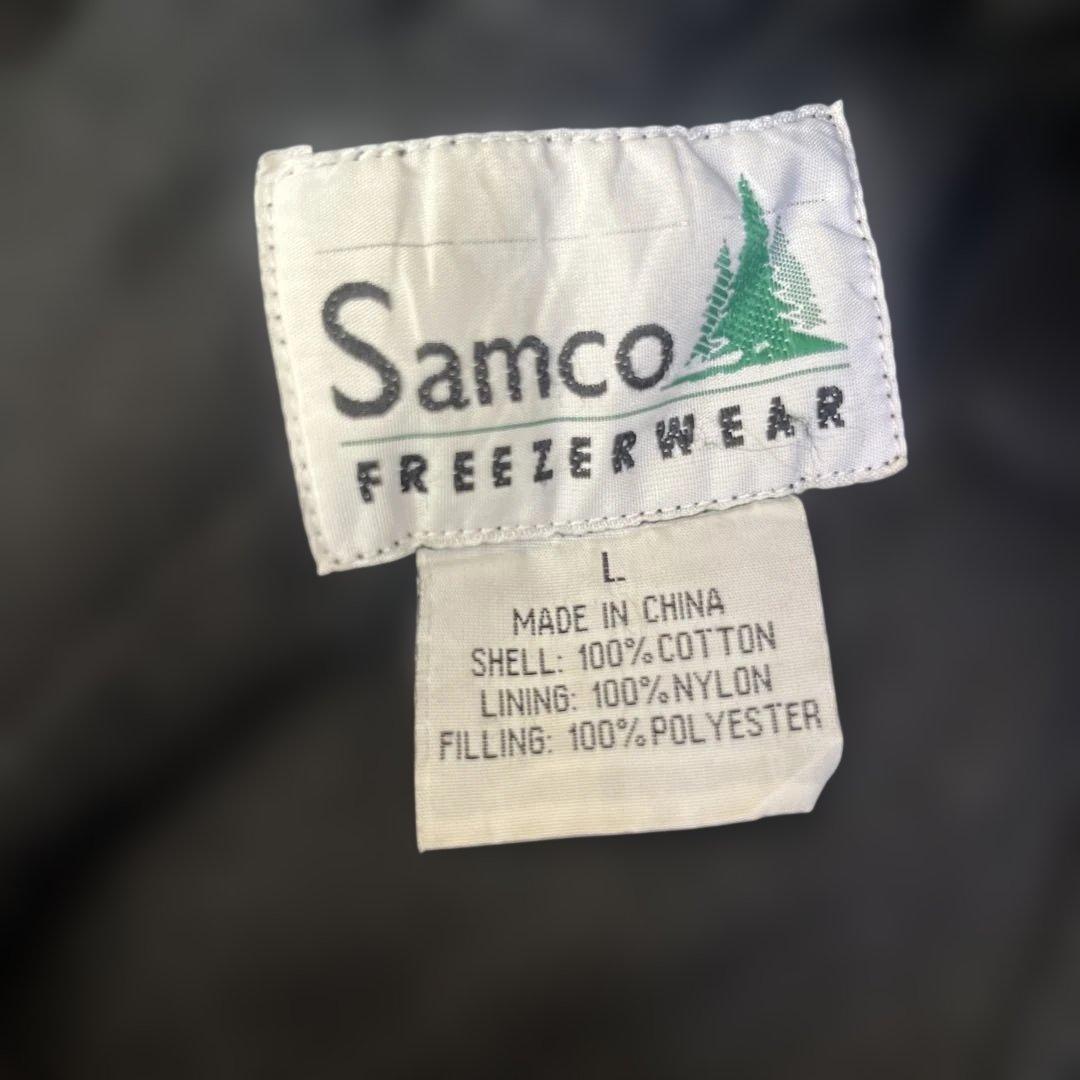 Samco
FREEZERWEAR
L
MADE IN CHINA
SHELL: 100%COTTON
LINING: 100%NYLON
FILLING: 100%POLYESTER